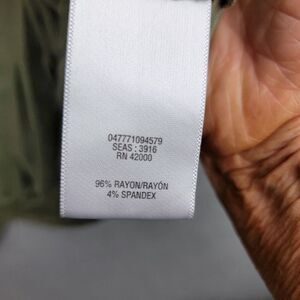 047771094579
SEAS : 3916
RN 42000
96% RAYON/RAYÓN
4% SPANDEX